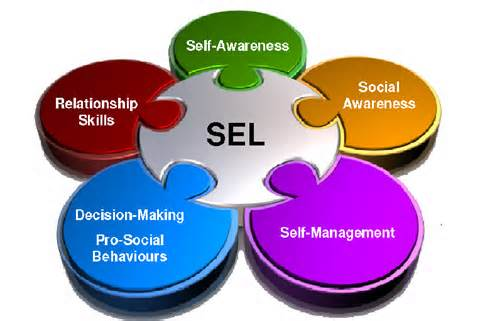 Self-Awareness
Social
Awareness
Relationship
Skills
SEL
Decision-Making
Pro-Social
Behaviours
Self-Management